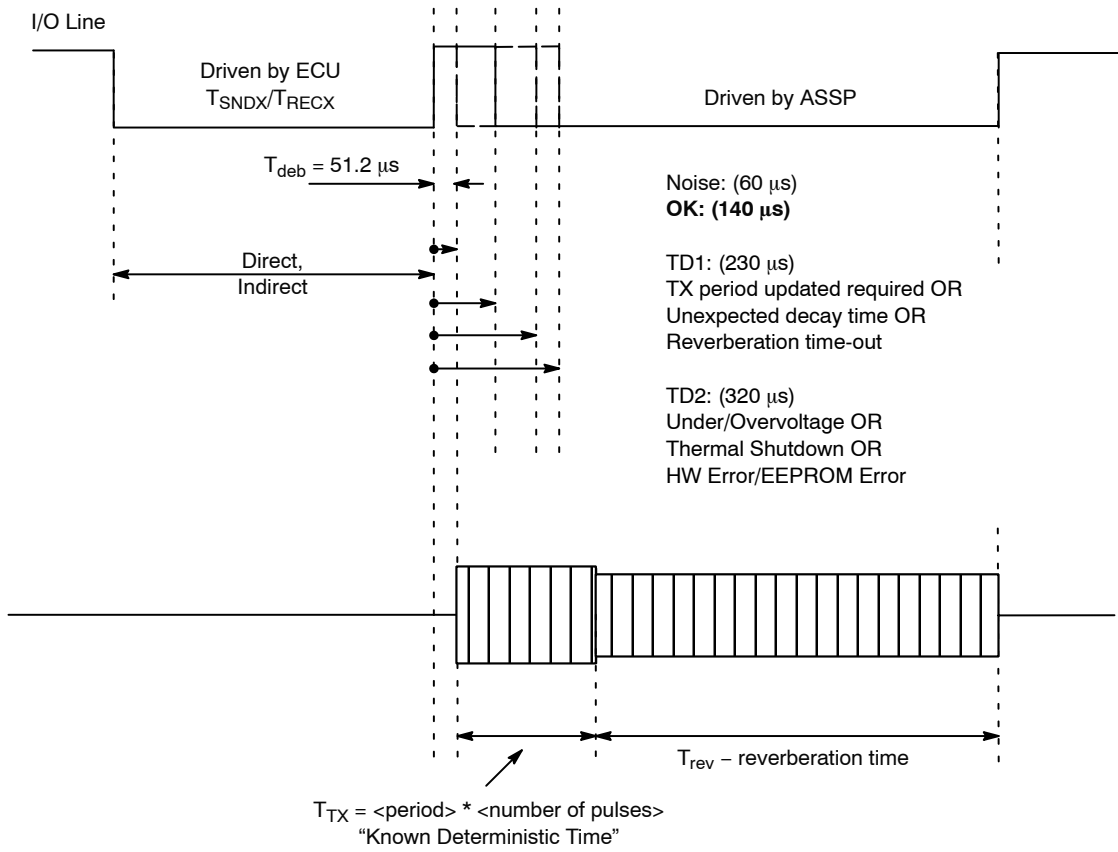 I/O Line
Driven by ECU
TSNDX/TRECX
Driven by ASSP
Tdeb = 51.2 μs
Noise: (60 μs)
OK: (140 μs)
Direct,
Indirect
TD1: (230 μs)
TX period updated required OR
Unexpected decay time OR
Reverberation time-out
TD2: (320 μs)
Under/Overvoltage OR
Thermal Shutdown OR
HW Error/EEPROM Error
Trev – reverberation time
TTX = <period> * <number of pulses>
“Known Deterministic Time”